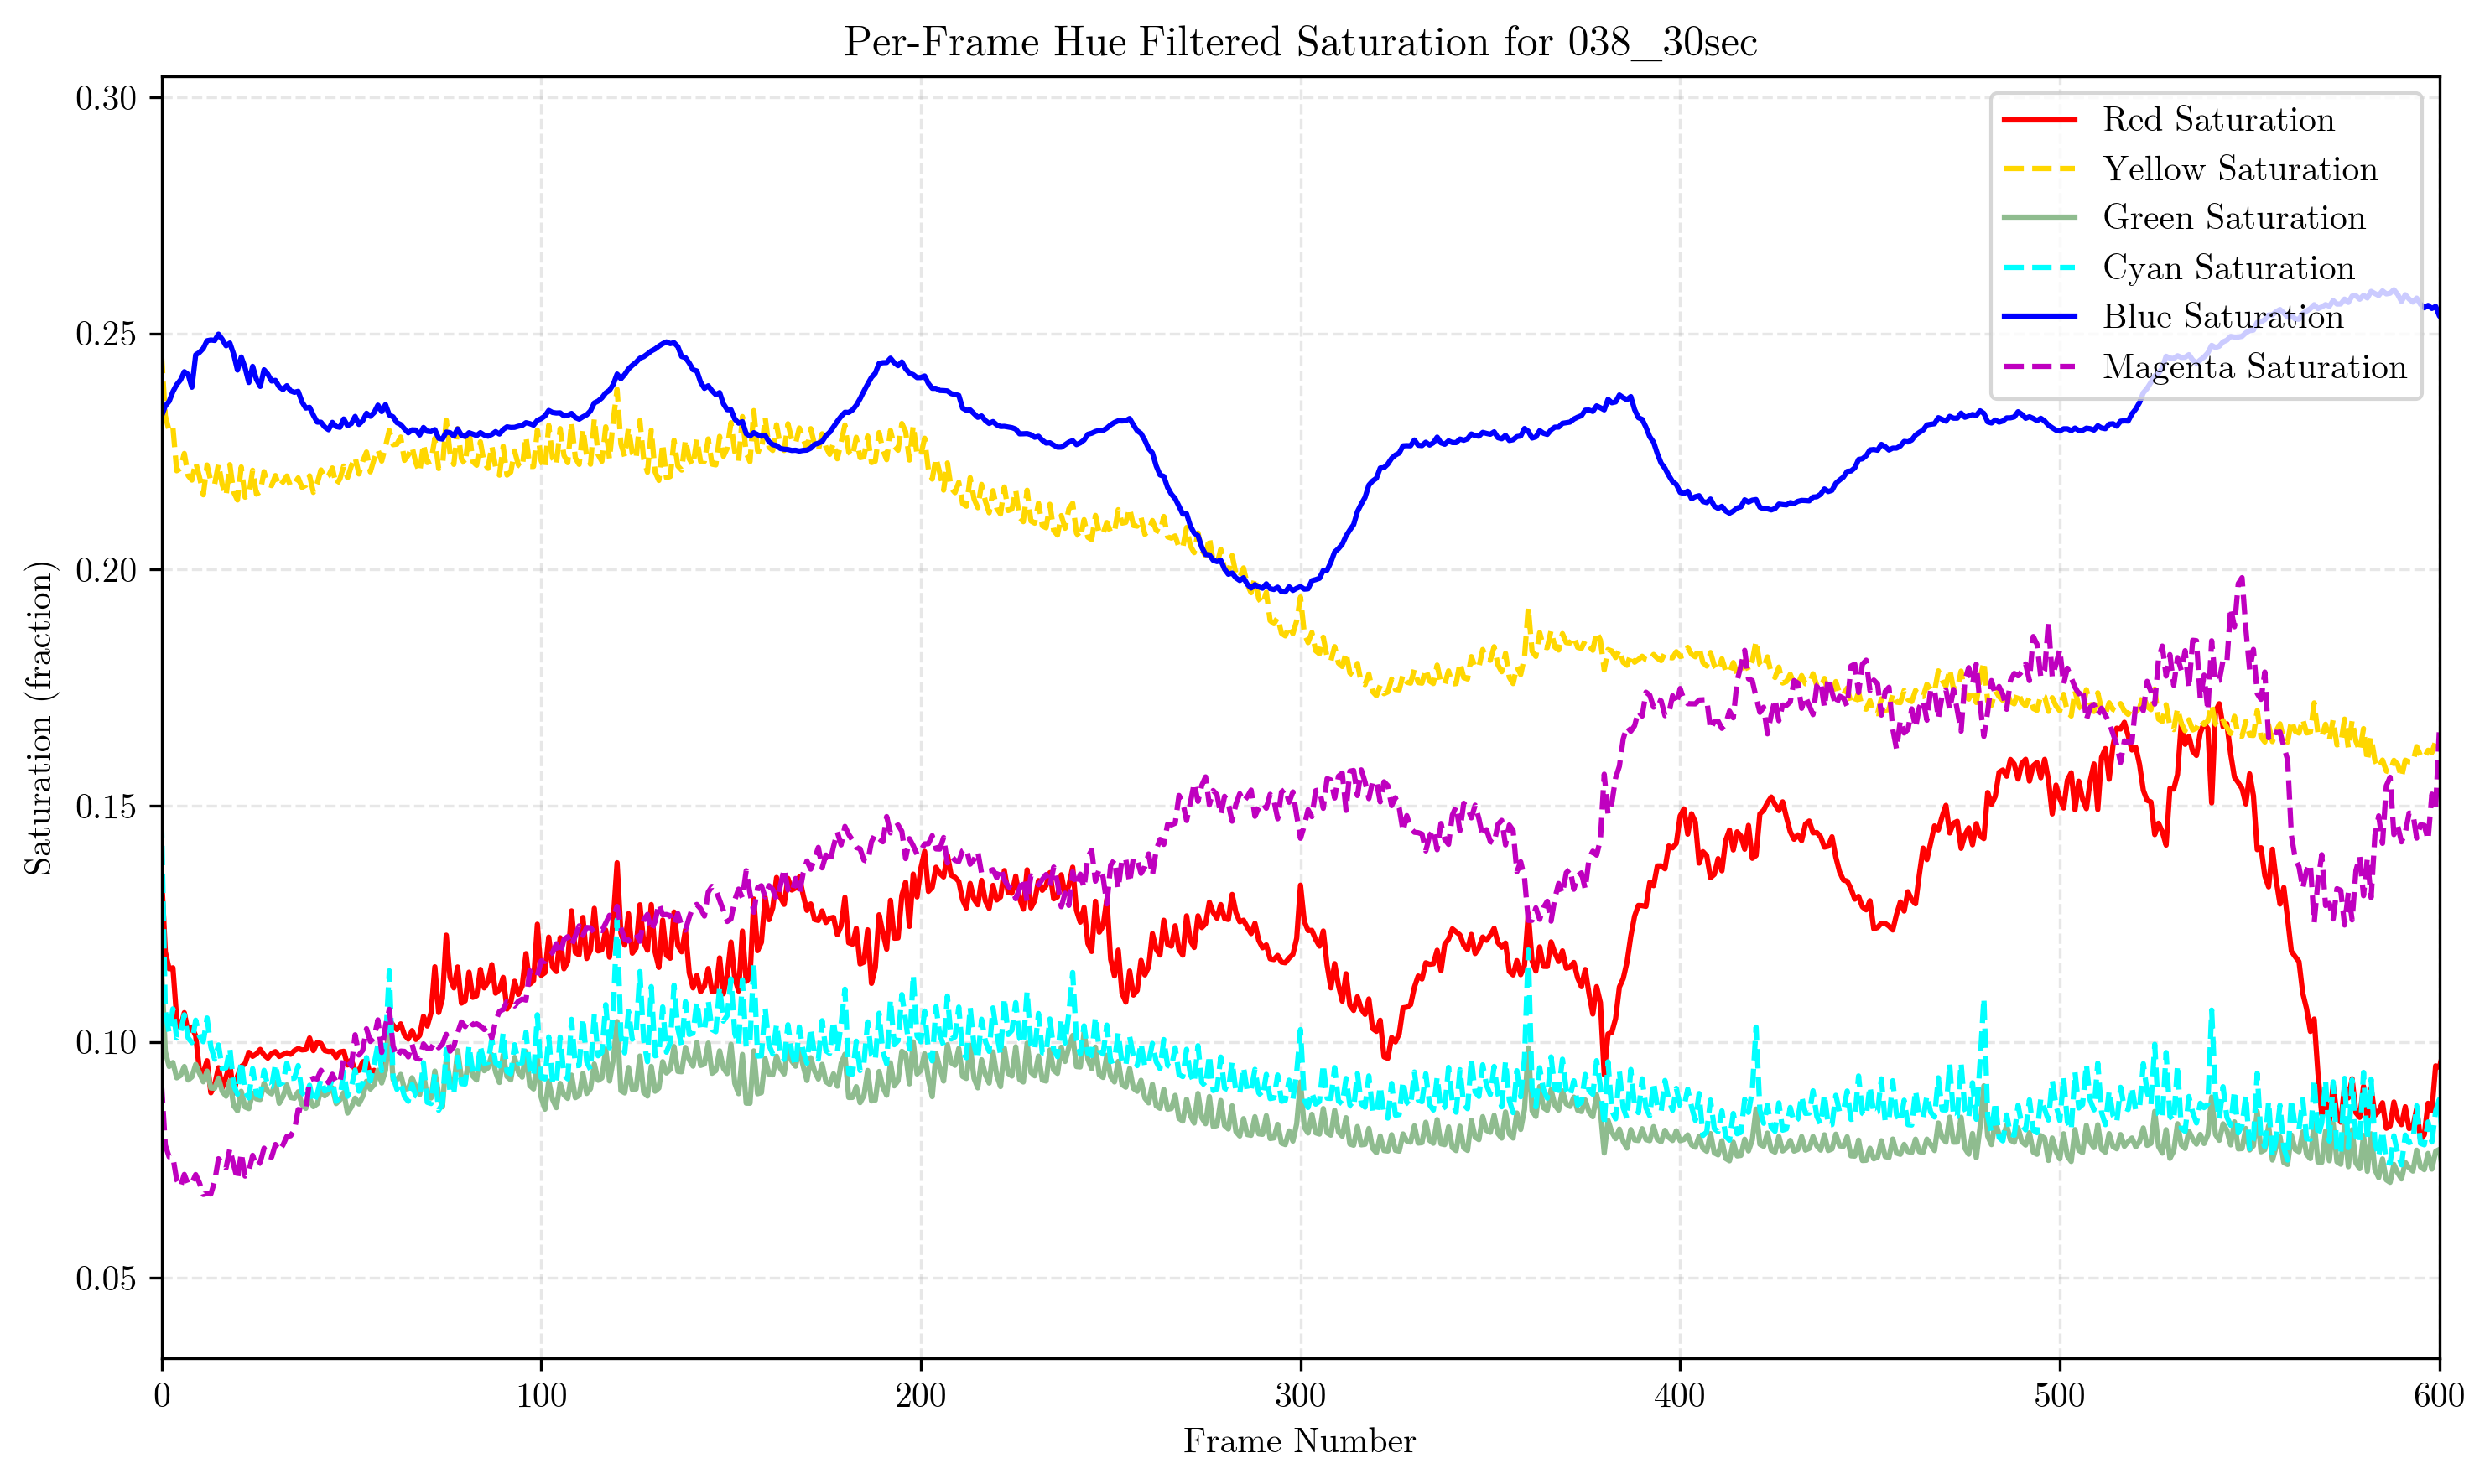 Per-Frame Hue Filtered Saturation for 038__30sec
0.30
0.25
0.20
0.15
0.10
0.05
Saturation (fraction)
Red Saturation
Yellow Saturation
Green Saturation
Cyan Saturation
Blue Saturation
Magenta Saturation
0 100 200 300 400 500 600
Frame Number